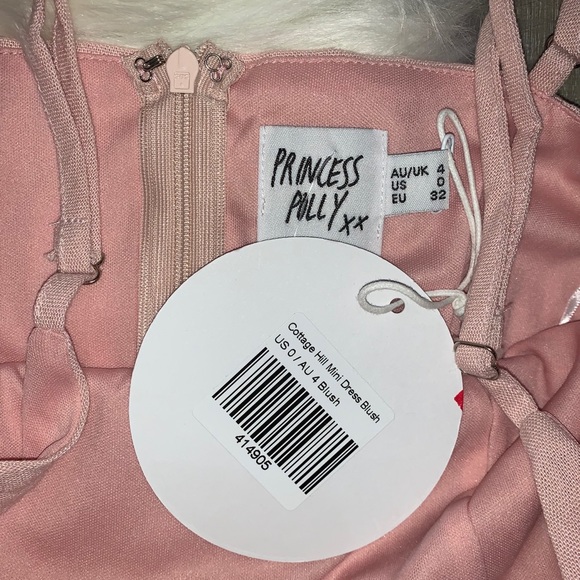 PRINCESS
POLLY xx
AU/UK 4
US 0
EU 32
Cottage Hill Mini Dress Blush
US 0 / AU 4 Blush
414905